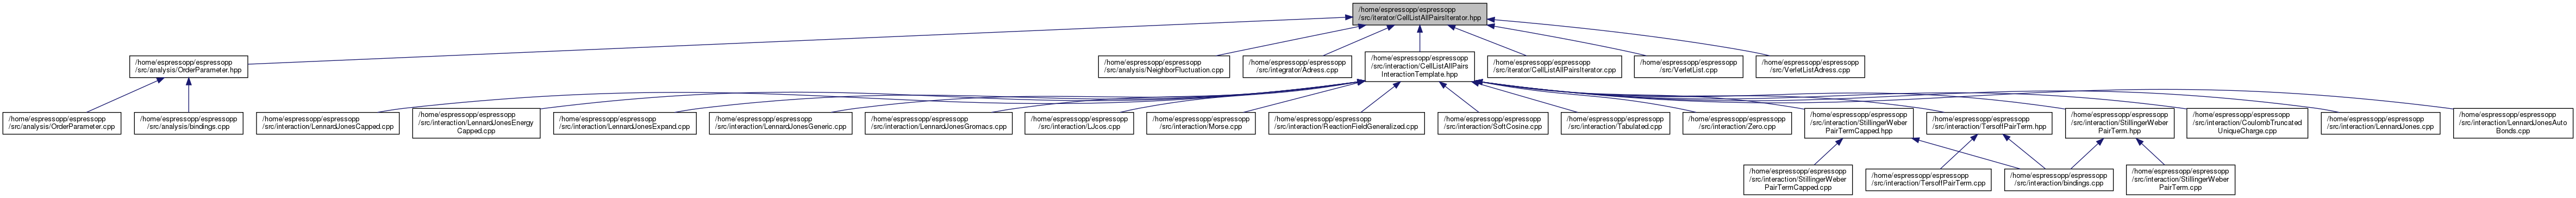 /home/espressopp/espressopp
/src/iterator/CellListAllPairsIterator.hpp
/home/espressopp/espressopp
/src/analysis/OrderParameter.hpp
/home/espressopp/espressopp
/src/analysis/NeighborFluctuation.cpp
/home/espressopp/espressopp
/src/integrator/Adress.cpp
/home/espressopp/espressopp
/src/interaction/CellListAllPairs
InteractionTemplate.hpp
/home/espressopp/espressopp
/src/iterator/CellListAllPairsIterator.cpp
/home/espressopp/espressopp
/src/VerletList.cpp
/home/espressopp/espressopp
/src/VerletListAdress.cpp
/home/espressopp/espressopp
/src/analysis/OrderParameter.cpp
/home/espressopp/espressopp
/src/analysis/bindings.cpp
/home/espressopp/espressopp
/src/interaction/LennardJonesCapped.cpp
/home/espressopp/espressopp
/src/interaction/LennardJonesEnergy
Capped.cpp
/home/espressopp/espressopp
/src/interaction/LennardJonesExpand.cpp
/home/espressopp/espressopp
/src/interaction/LennardJonesGeneric.cpp
/home/espressopp/espressopp
/src/interaction/LennardJonesGromacs.cpp
/home/espressopp/espressopp
/src/interaction/LJcos.cpp
/home/espressopp/espressopp
/src/interaction/Morse.cpp
/home/espressopp/espressopp
/src/interaction/ReactionFieldGeneralized.cpp
/home/espressopp/espressopp
/src/interaction/SoftCosine.cpp
/home/espressopp/espressopp
/src/interaction/Tabulated.cpp
/home/espressopp/espressopp
/src/interaction/Zero.cpp
/home/espressopp/espressopp
/src/interaction/StillingerWeber
PairTermCapped.hpp
/home/espressopp/espressopp
/src/interaction/TersoffPairTerm.hpp
/home/espressopp/espressopp
/src/interaction/StillingerWeber
PairTerm.hpp
/home/espressopp/espressopp
/src/interaction/CoulombTruncated
UniqueCharge.cpp
/home/espressopp/espressopp
/src/interaction/LennardJones.cpp
/home/espressopp/espressopp
/src/interaction/LennardJonesAuto
Bonds.cpp
/home/espressopp/espressopp
/src/interaction/StillingerWeber
PairTermCapped.cpp
/home/espressopp/espressopp
/src/interaction/TersoffPairTerm.cpp
/home/espressopp/espressopp
/src/interaction/bindings.cpp
/home/espressopp/espressopp
/src/interaction/StillingerWeber
PairTerm.cpp